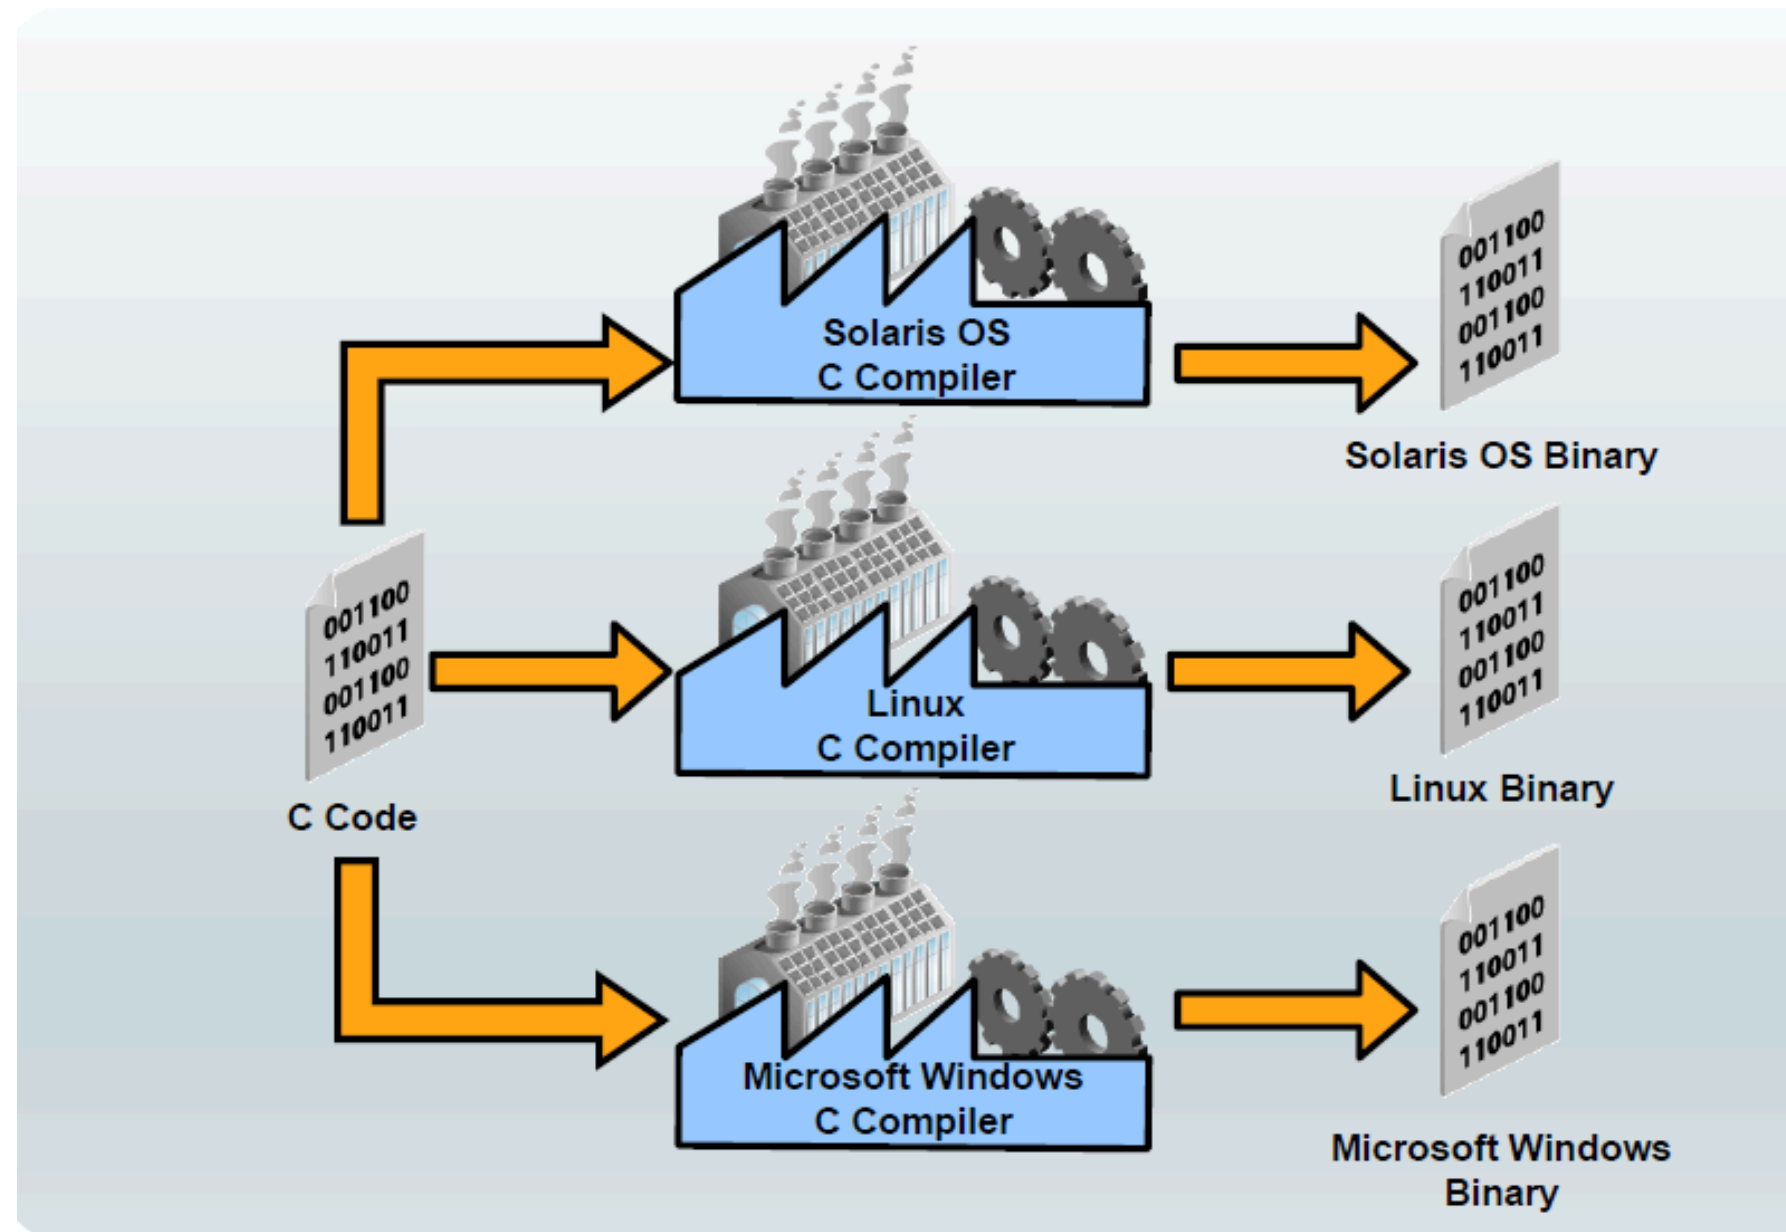 Solaris OS
C Compiler
001100
110011
001100
110011
Solaris OS Binary
001100
110011
001100
110011
C Code
Linux
C Compiler
001100
110011
001100
110011
Linux Binary
Microsoft Windows
C Compiler
001100
110011
001100
110011
Microsoft Windows
Binary